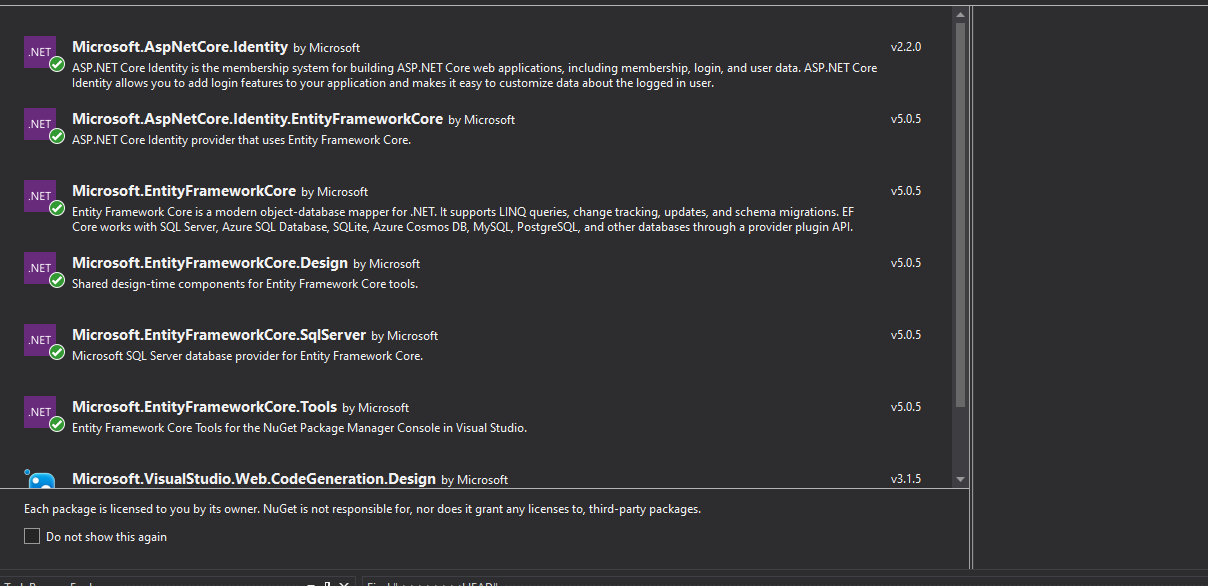 .NET
Microsoft.AspNetCore.Identity by Microsoft v2.2.0
ASP.NET Core Identity is the membership system for building ASP.NET Core web applications, including membership, login, and user data. ASP.NET Core
Identity allows you to add login features to your application and makes it easy to customize data about the logged in user.
.NET
Microsoft.AspNetCore.Identity.EntityFrameworkCore by Microsoft v5.0.5
ASP.NET Core Identity provider that uses Entity Framework Core.
.NET
Microsoft.EntityFrameworkCore by Microsoft v5.0.5
Entity Framework Core is a modern object-database mapper for .NET. It supports LINQ queries, change tracking, updates, and schema migrations. EF
Core works with SQL Server, Azure SQL Database, SQLite, Azure Cosmos DB, MySQL, PostgreSQL, and other databases through a provider plugin API.
.NET
Microsoft.EntityFrameworkCore.Design by Microsoft v5.0.5
Shared design-time components for Entity Framework Core tools.
.NET
Microsoft.EntityFrameworkCore.SqlServer by Microsoft v5.0.5
Microsoft SQL Server database provider for Entity Framework Core.
.NET
Microsoft.EntityFrameworkCore.Tools by Microsoft v5.0.5
Entity Framework Core Tools for the NuGet Package Manager Console in Visual Studio.
Microsoft.VisualStudio.Web.CodeGeneration.Design by Microsoft v3.1.5
Each package is licensed to you by its owner. NuGet is not responsible for, nor does it grant any licenses to, third-party packages.
Do not show this again